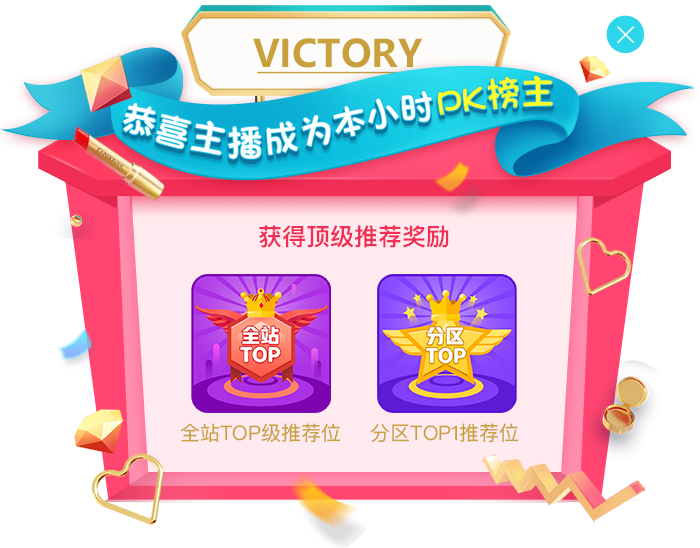 VICTORY
恭喜主播成为本小时PK榜主
获得顶级推荐奖励
全站
TOP
分区
TOP
全站TOP级推荐位
分区TOP1推荐位